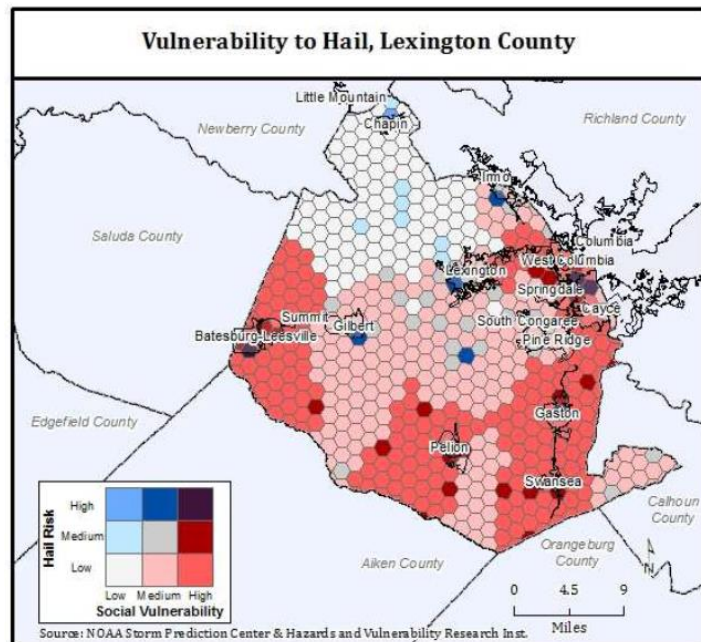 Vulnerability to Hail, Lexington County
Little Mountain
Newberry County
Chapin
Richland County
Irmo
Saluda County
Columbia
West Columbia
Lexington
Springdale
Cayce
Summit
Gilbert
South Congaree
Batesburg-Leesville
Pine Ridge
Edgefield County
Gaston
Pelion
Swansea
Calhoun
County
Orangeburg
County
Aiken County
N
Hail Risk
High
Medium
Low
Low Medium High
Social Vulnerability
0 4.5 9
Miles
Source: NOAA Storm Prediction Center & Hazards and Vulnerability Research Inst.